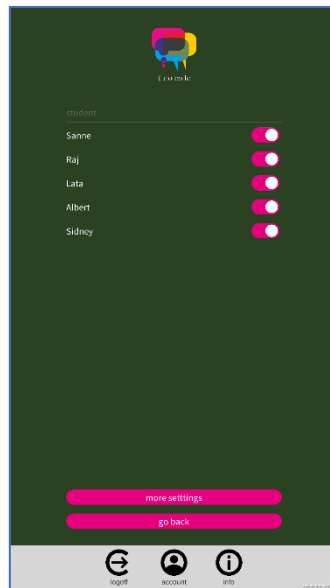 student
Sanne
Raj
Lata
Albert
Sidney
more setttings
go back
logoff account info